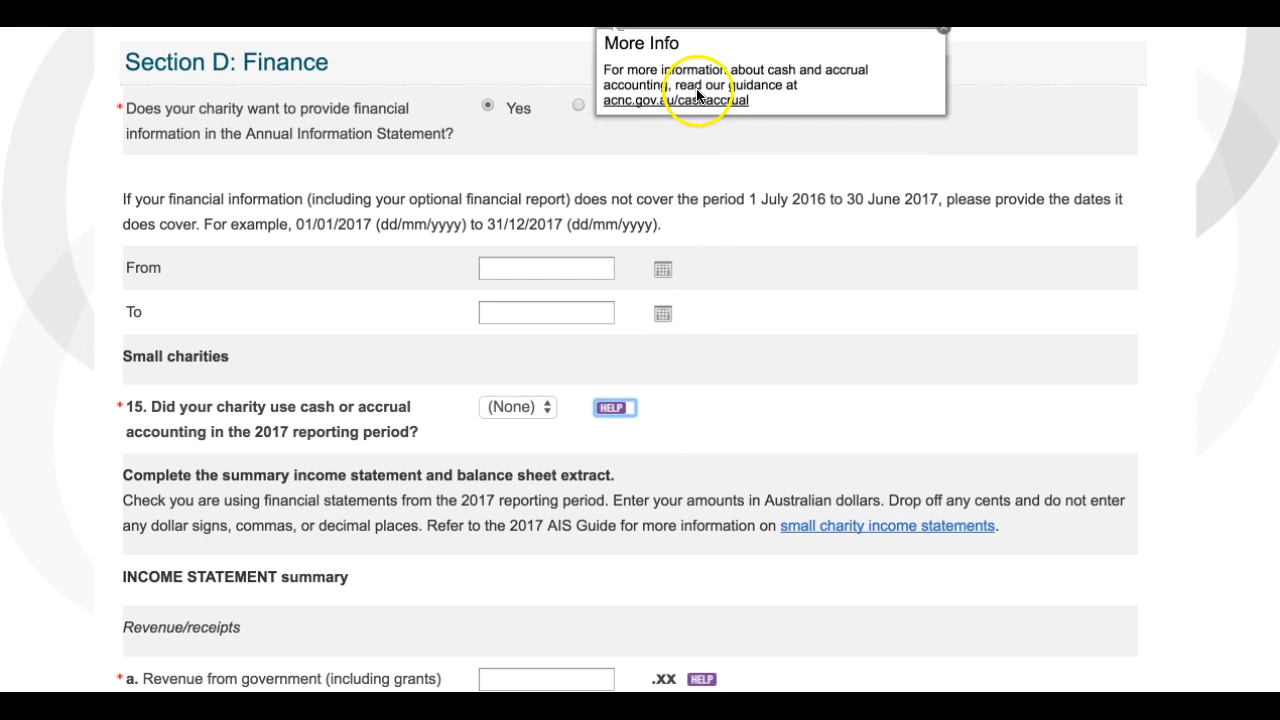 Section D: Finance
More Info
For more information about cash and accrual
accounting, read our guidance at
acnc.gov.au/cashaccrual
* Does your charity want to provide financial
information in the Annual Information Statement?
Yes
If your financial information (including your optional financial report) does not cover the period 1 July 2016 to 30 June 2017, please provide the dates it
does cover. For example, 01/01/2017 (dd/mm/yyyy) to 31/12/2017 (dd/mm/yyyy).
From
To
Small charities
* 15. Did your charity use cash or accrual
accounting in the 2017 reporting period?
(None)
HELP
Complete the summary income statement and balance sheet extract.
Check you are using financial statements from the 2017 reporting period. Enter your amounts in Australian dollars. Drop off any cents and do not enter
any dollar signs, commas, or decimal places. Refer to the 2017 AIS Guide for more information on small charity income statements.
INCOME STATEMENT summary
Revenue/receipts
* a. Revenue from government (including grants)
.XX HELP